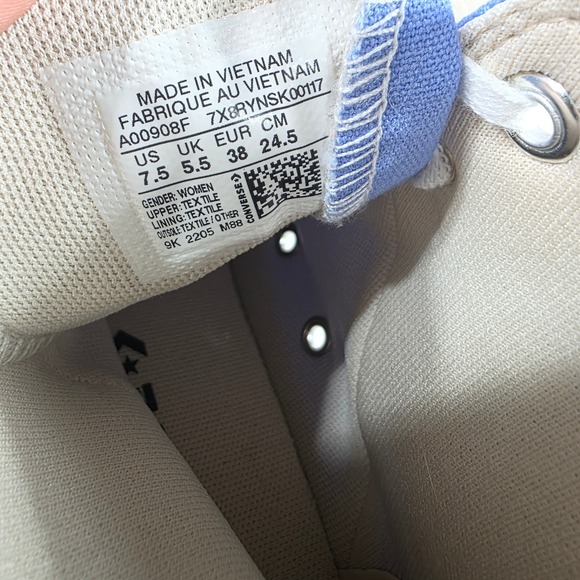 MADE IN VIETNAM
FABRIQUE AU VIETNAM
A00908F 7X8RYNSK00117
US UK EUR CM
7.5 5.5 38 24.5
GENDER: WOMEN
UPPER: TEXTILE
LINING: TEXTILE
OUTSOLE: TEXTILE / OTHER
9K 2205 M88
CONVERSE